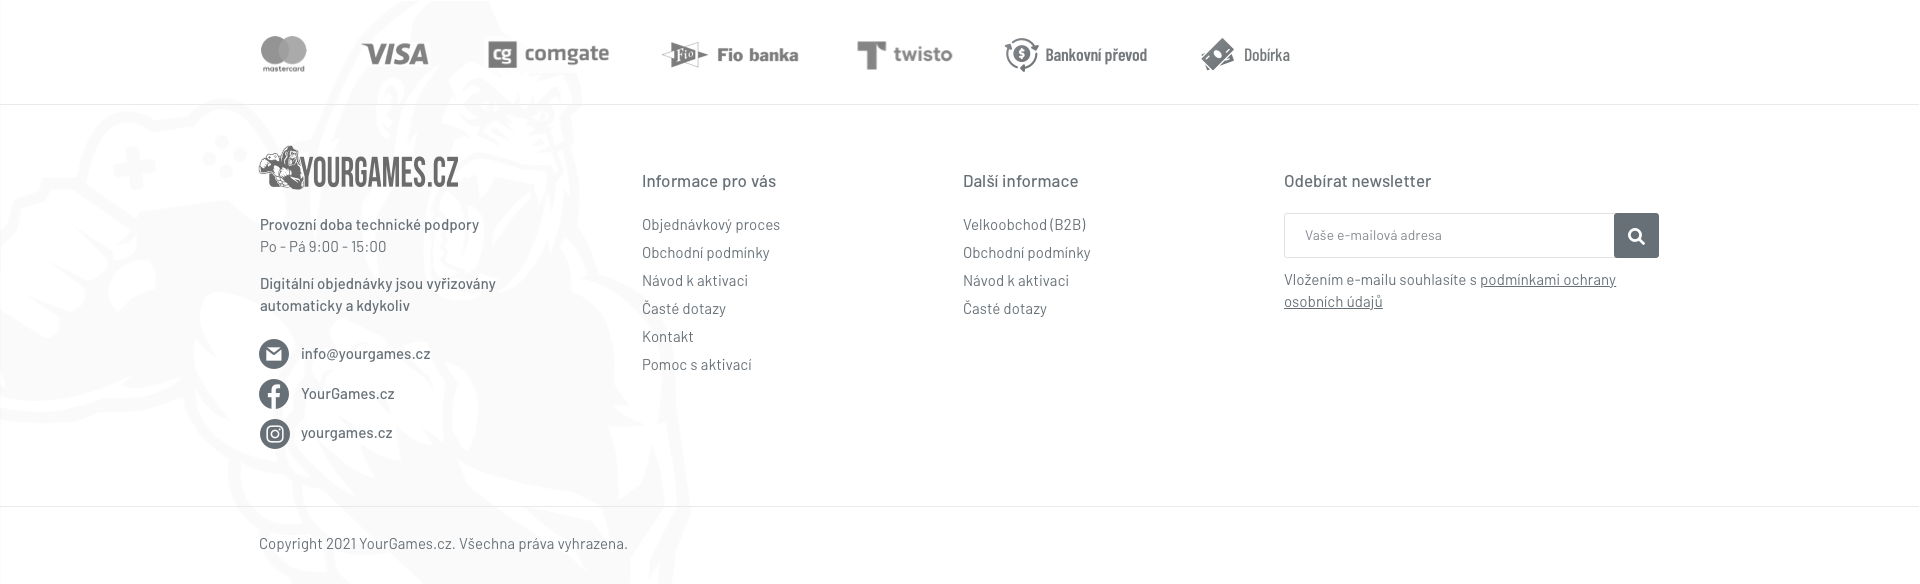 mastercard
VISA
cg comgate
Fio Fio banka
twisto
$ Bankovní převod
Dobírka
YOURGAMES.CZ
Provozní doba technické podpory
Po - Pá 9:00 - 15:00
Digitální objednávky jsou vyřizovány
automaticky a kdykoliv
info@yourgames.cz
YourGames.cz
yourgames.cz
Informace pro vás
Objednávkový proces
Obchodní podmínky
Návod k aktivaci
Časté dotazy
Kontakt
Pomoc s aktivací
Další informace
Velkoobchod (B2B)
Obchodní podmínky
Návod k aktivaci
Časté dotazy
Odebírat newsletter
Vaše e-mailová adresa
Vložením e-mailu souhlasíte s podmínkami ochrany
osobních údajů
Copyright 2021 YourGames.cz. Všechna práva vyhrazena.